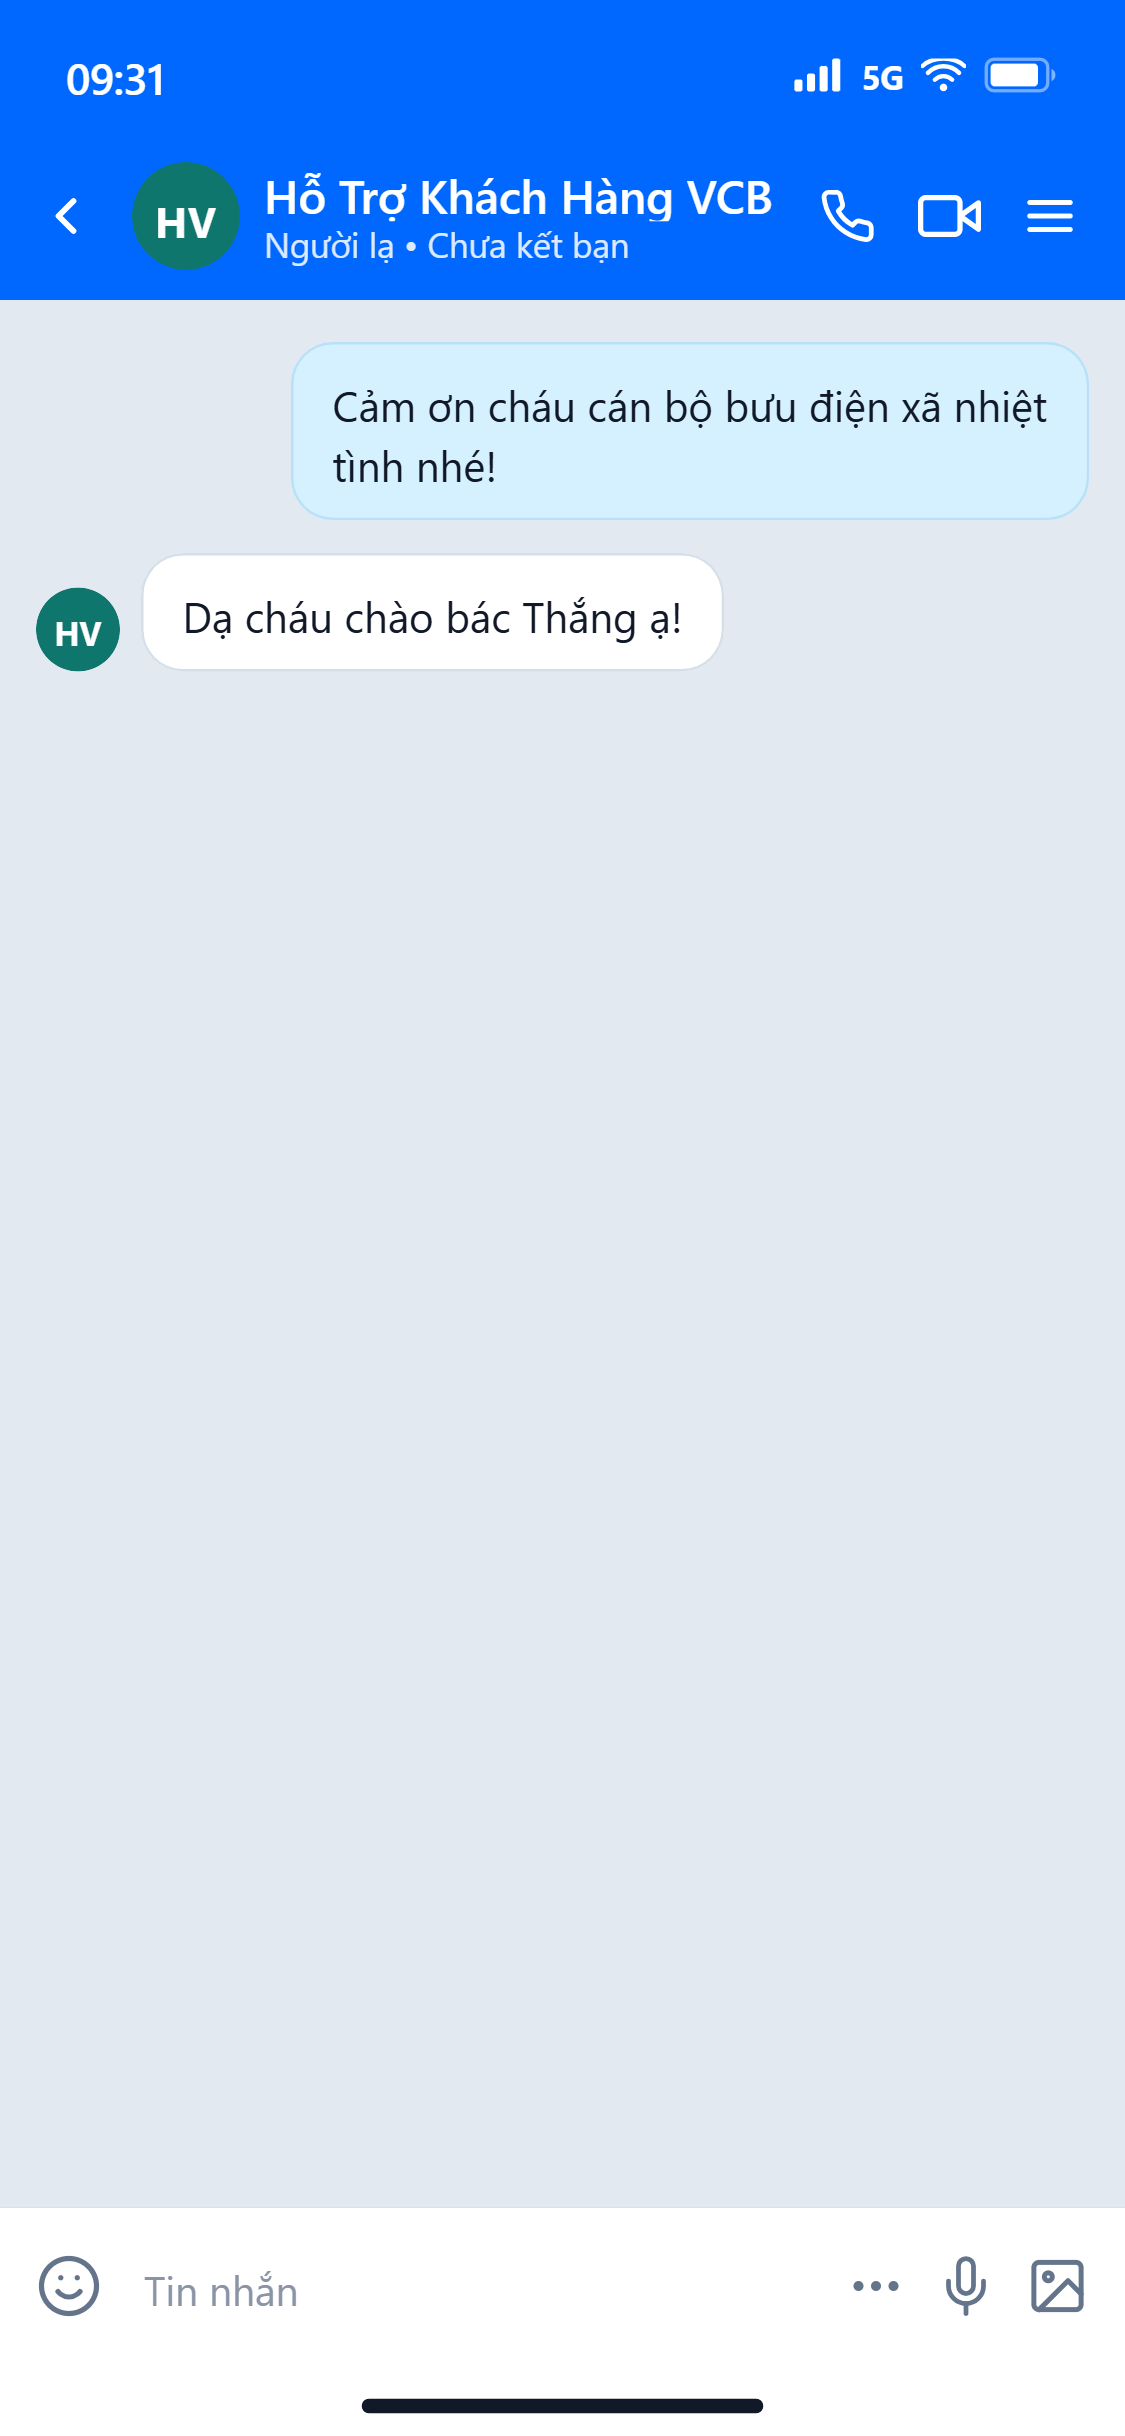 09:31
5G
HV
Hỗ Trợ Khách Hàng VCB
Người lạ • Chưa kết bạn
Cảm ơn cháu cán bộ bưu điện xã nhiệt
tình nhé!
HV
Dạ cháu chào bác Thắng ạ!
Tin nhắn